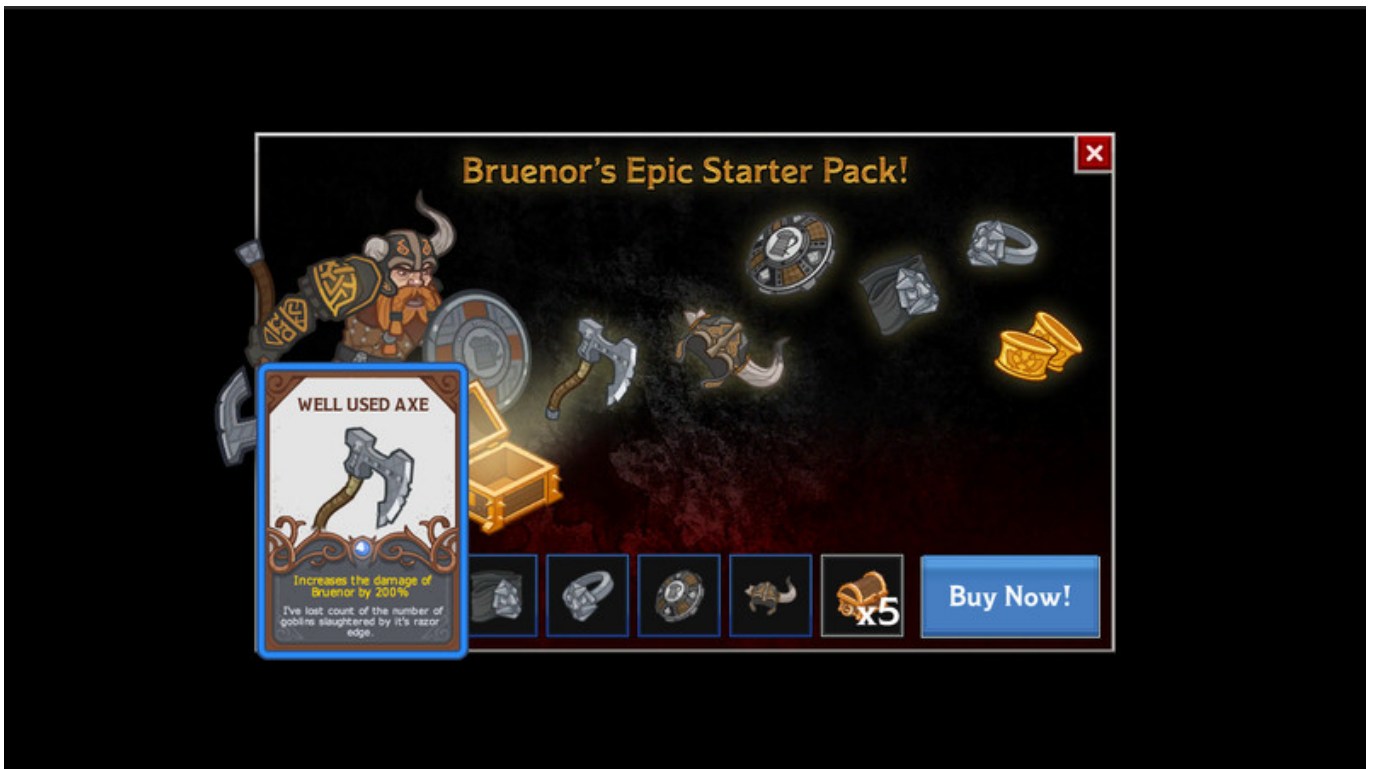 Bruenor's Epic Starter Pack!
WELL USED AXE
Increases the damage of
Bruenor by 200%
I've lost count of the number of
goblins slaughtered by it's razor
edge.
x5
Buy Now!